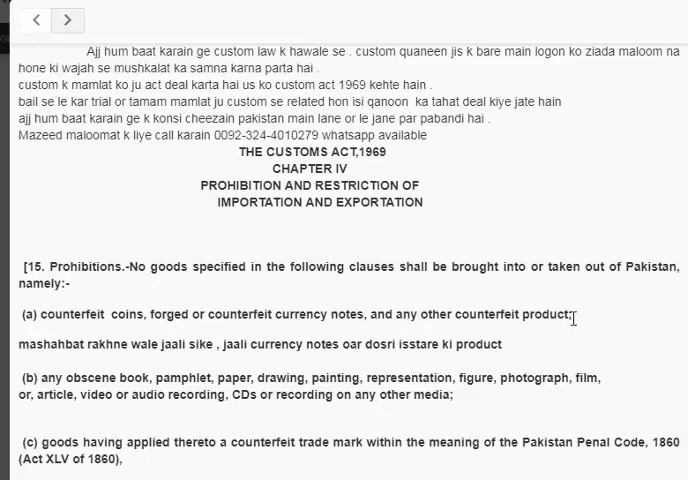 Ajj hum baat karain ge custom law k hawale se . custom quaneen jis k bare main logon ko ziada maloom na
hone ki wajah se mushkalat ka samna karna parta hai .
custom k mamlat ko ju act deal karta hai us ko custom act 1969 kehte hain .
bail se le kar trial or tamam mamlat ju custom se related hon isi qanoon ka tahat deal kiye jate hain
ajj hum baat karain ge k konsi cheezain pakistan main lane or le jane par pabandi hai .
Mazeed maloomat k liye call karain 0092-324-4010279 whatsapp available
THE CUSTOMS ACT,1969
CHAPTER IV
PROHIBITION AND RESTRICTION OF
IMPORTATION AND EXPORTATION
[15. Prohibitions.-No goods specified in the following clauses shall be brought into or taken out of Pakistan,
namely:-
(a) counterfeit coins, forged or counterfeit currency notes, and any other counterfeit product;
mashahbat rakhne wale jaali sike , jaali currency notes oar dosri isstare ki product
(b) any obscene book, pamphlet, paper, drawing, painting, representation, figure, photograph, film,
or, article, video or audio recording, CDs or recording on any other media;
(c) goods having applied thereto a counterfeit trade mark within the meaning of the Pakistan Penal Code, 1860
(Act XLV of 1860),